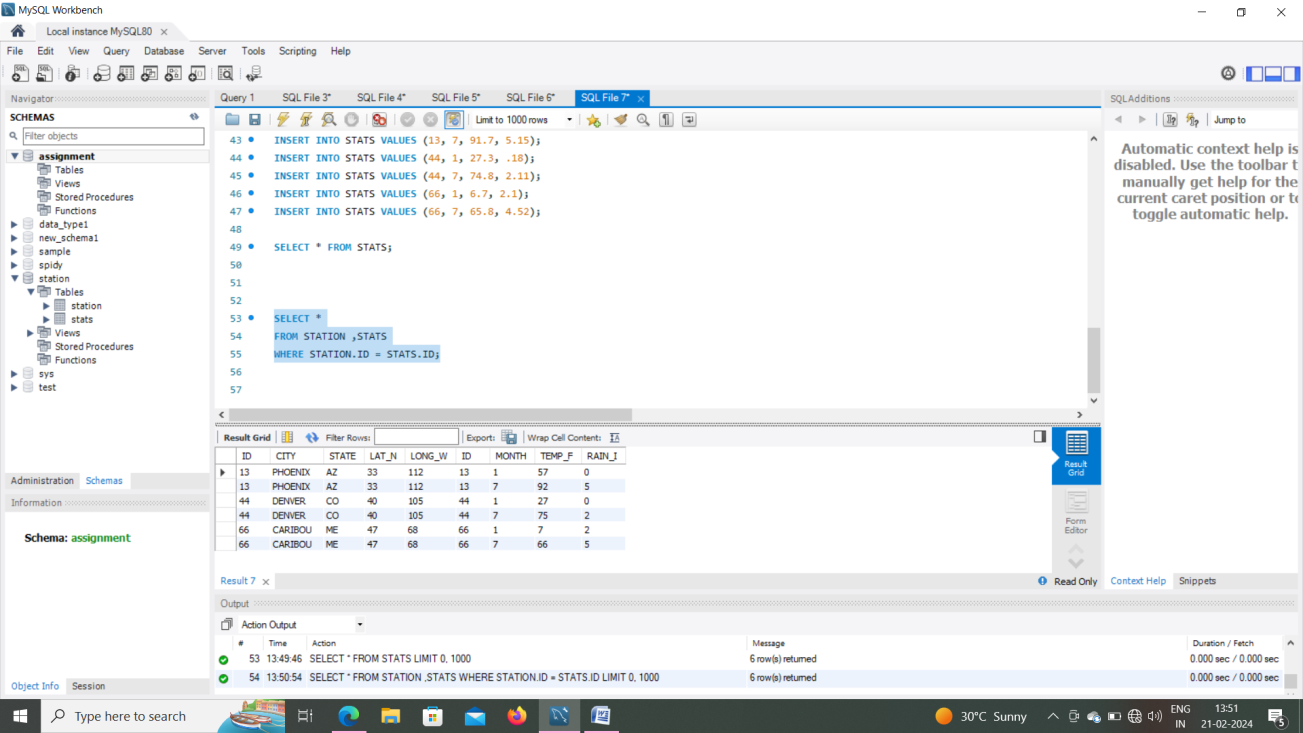 MySQL Workbench
Local instance MySQL80
File Edit View Query Database Server Tools Scripting Help
Navigator
SCHEMAS
Filter objects
assignment
Tables
Views
Stored Procedures
Functions
data_type1
new_schema1
sample
spidy
station
Tables
station
stats
Views
Stored Procedures
Functions
sys
test
Administration Schemas
Information
Schema: assignment
Object Info Session
Query 1 SQL File 3* SQL File 4* SQL File 5* SQL File 6* SQL File 7*
Limit to 1000 rows
43 INSERT INTO STATS VALUES (13, 7, 91.7, 5.15);
44 INSERT INTO STATS VALUES (44, 1, 27.3, .18);
45 INSERT INTO STATS VALUES (44, 7, 74.8, 2.11);
46 INSERT INTO STATS VALUES (66, 1, 6.7, 2.1);
47 INSERT INTO STATS VALUES (66, 7, 65.8, 4.52);
48
49 SELECT * FROM STATS;
50
51
52
53 SELECT *
54 FROM STATION ,STATS
55 WHERE STATION.ID = STATS.ID;
56
57
Result Grid Filter Rows: Export: Wrap Cell Content:
ID CITY STATE LAT_N LONG_W ID MONTH TEMP_F RAIN_I
13 PHOENIX AZ 33 112 13 1 57 0
13 PHOENIX AZ 33 112 13 7 92 5
44 DENVER CO 40 105 44 1 27 0
44 DENVER CO 40 105 44 7 75 2
66 CARIBOU ME 47 68 66 1 7 2
66 CARIBOU ME 47 68 66 7 66 5
Result Grid
Form Editor
Result 7
Read Only
Output
Action Output
# Time Action Message Duration / Fetch
53 13:49:46 SELECT * FROM STATS LIMIT 0, 1000 6 row(s) returned 0.000 sec / 0.000 sec
54 13:50:54 SELECT * FROM STATION ,STATS WHERE STATION.ID = STATS.ID LIMIT 0, 1000 6 row(s) returned 0.000 sec / 0.000 sec
SQLAdditions
Jump to
Automatic context help is
disabled. Use the toolbar t
manually get help for the
current caret position or to
toggle automatic help.
Context Help Snippets
Type here to search
30°C Sunny
ENG
IN
13:51
21-02-2024
5